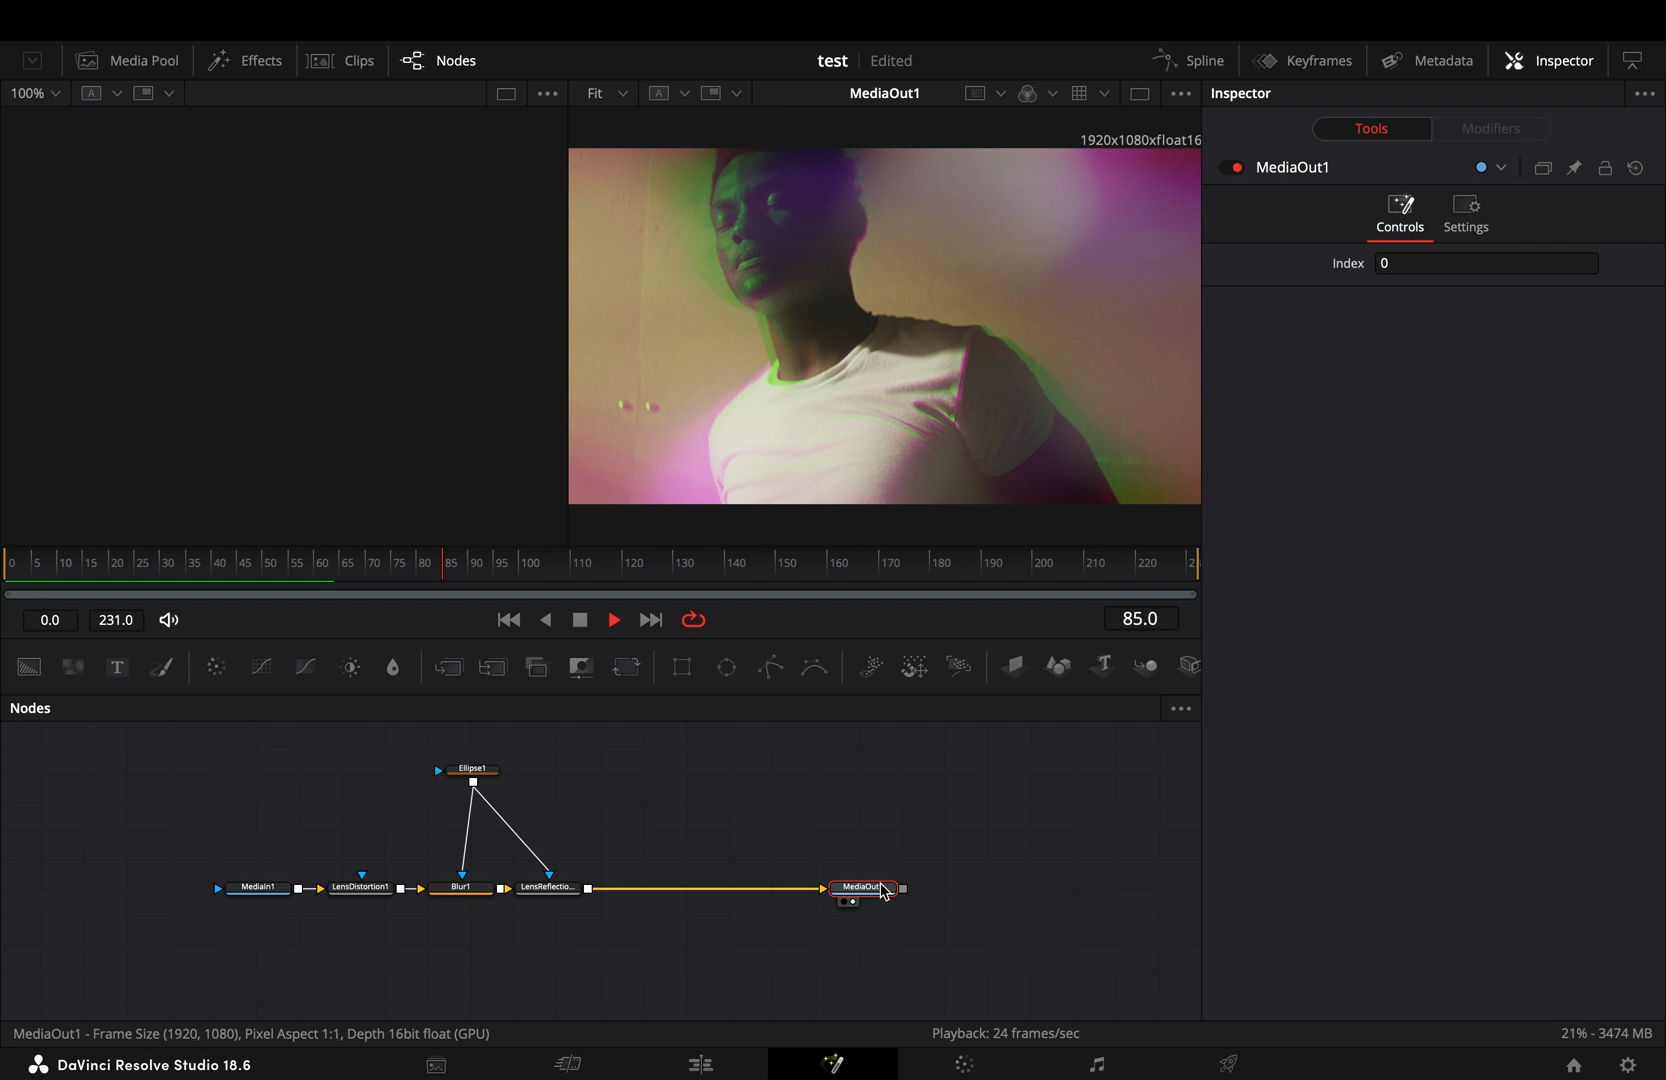 Media Pool Effects Clips Nodes test Edited Spline Keyframes Metadata Inspector
100% A Fit A MediaOut1 Inspector
1920x1080xfloat16
Tools Modifiers
MediaOut1
Controls Settings
Index 0
0 5 10 15 20 25 30 35 40 45 50 55 60 65 70 75 80 85 90 95 100 110 120 130 140 150 160 170 180 190 200 210 220 2
0.0 231.0 85.0
T T
Nodes
Ellipse1
MediaIn1 LensDistortion1 Blur1 LensReflectio... MediaOut
MediaOut1 - Frame Size (1920, 1080), Pixel Aspect 1:1, Depth 16bit float (GPU) Playback: 24 frames/sec 21% - 3474 MB
DaVinci Resolve Studio 18.6